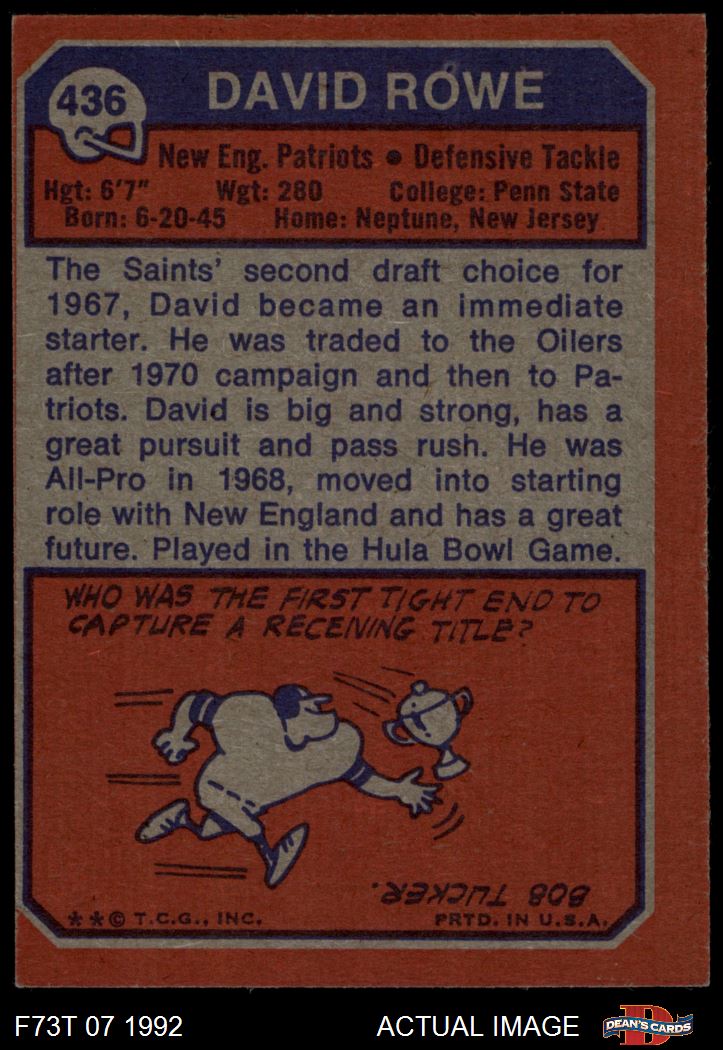 436
DAVID ROWE
New Eng. Patriots • Defensive Tackle
Hgt: 6'7" Wgt: 280 College: Penn State
Born: 6-20-45 Home: Neptune, New Jersey
The Saints' second draft choice for
1967, David became an immediate
starter. He was traded to the Oilers
after 1970 campaign and then to Pa-
triots. David is big and strong, has a
great pursuit and pass rush. He was
All-Pro in 1968, moved into starting
role with New England and has a great
future. Played in the Hula Bowl Game.
WHO WAS THE FIRST TIGHT END TO
CAPTURE A RECEIVING TITLE?
BOB TUCKER.
**© T.C.G., INC. PRTD. IN U.S.A.
F73T 07 1992 ACTUAL IMAGE D DEAN'S CARDS